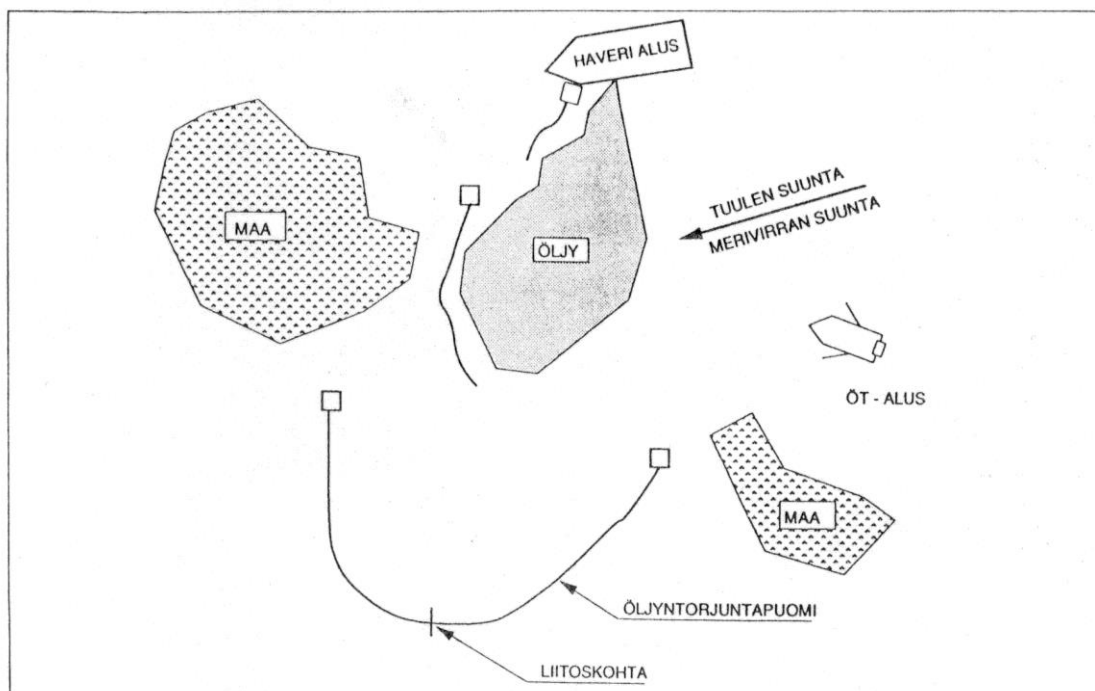 HAVERI ALUS
TUULEN SUUNTA
MERIVIRRAN SUUNTA
MAA
ÖLJY
ÖT - ALUS
MAA
ÖLJYNTORJUNTAPUOMI
LIITOSKOHTA